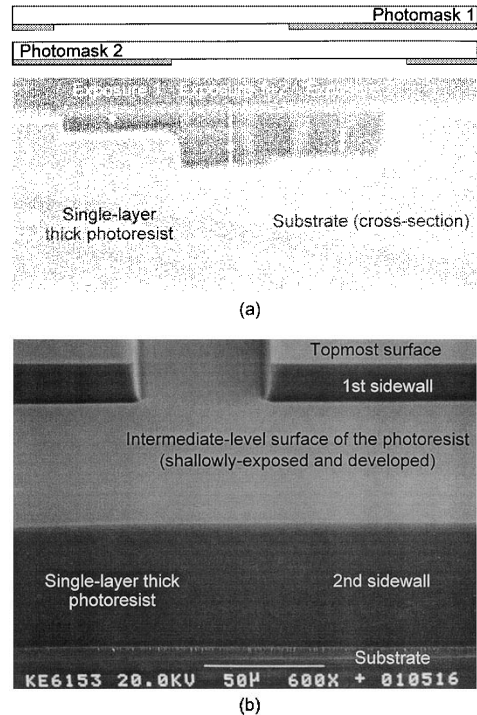 Photomask 1
Photomask 2
Exposure 1
Single-layer
thick photoresist
Substrate (cross-section)
(a)
Topmost surface
1st sidewall
Intermediate-level surface of the photoresist
(shallowly-exposed and developed)
Single-layer thick
photoresist
2nd sidewall
Substrate
KE6153 20.0KV 50µ 600X + 010516
(b)